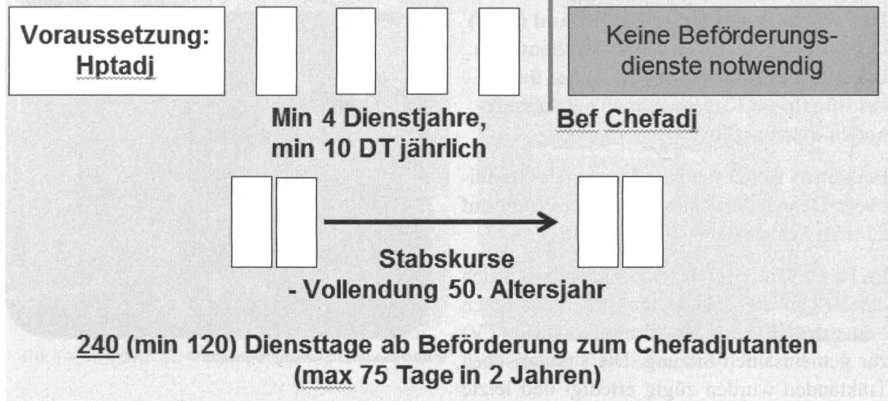 Voraussetzung:
Hptadj
Keine Beförderungs-
dienste notwendig
Min 4 Dienstjahre,
min 10 DT jährlich
Bef Chefadj
Stabskurse
- Vollendung 50. Altersjahr
240 (min 120) Diensttage ab Beförderung zum Chefadjutanten
(max 75 Tage in 2 Jahren)